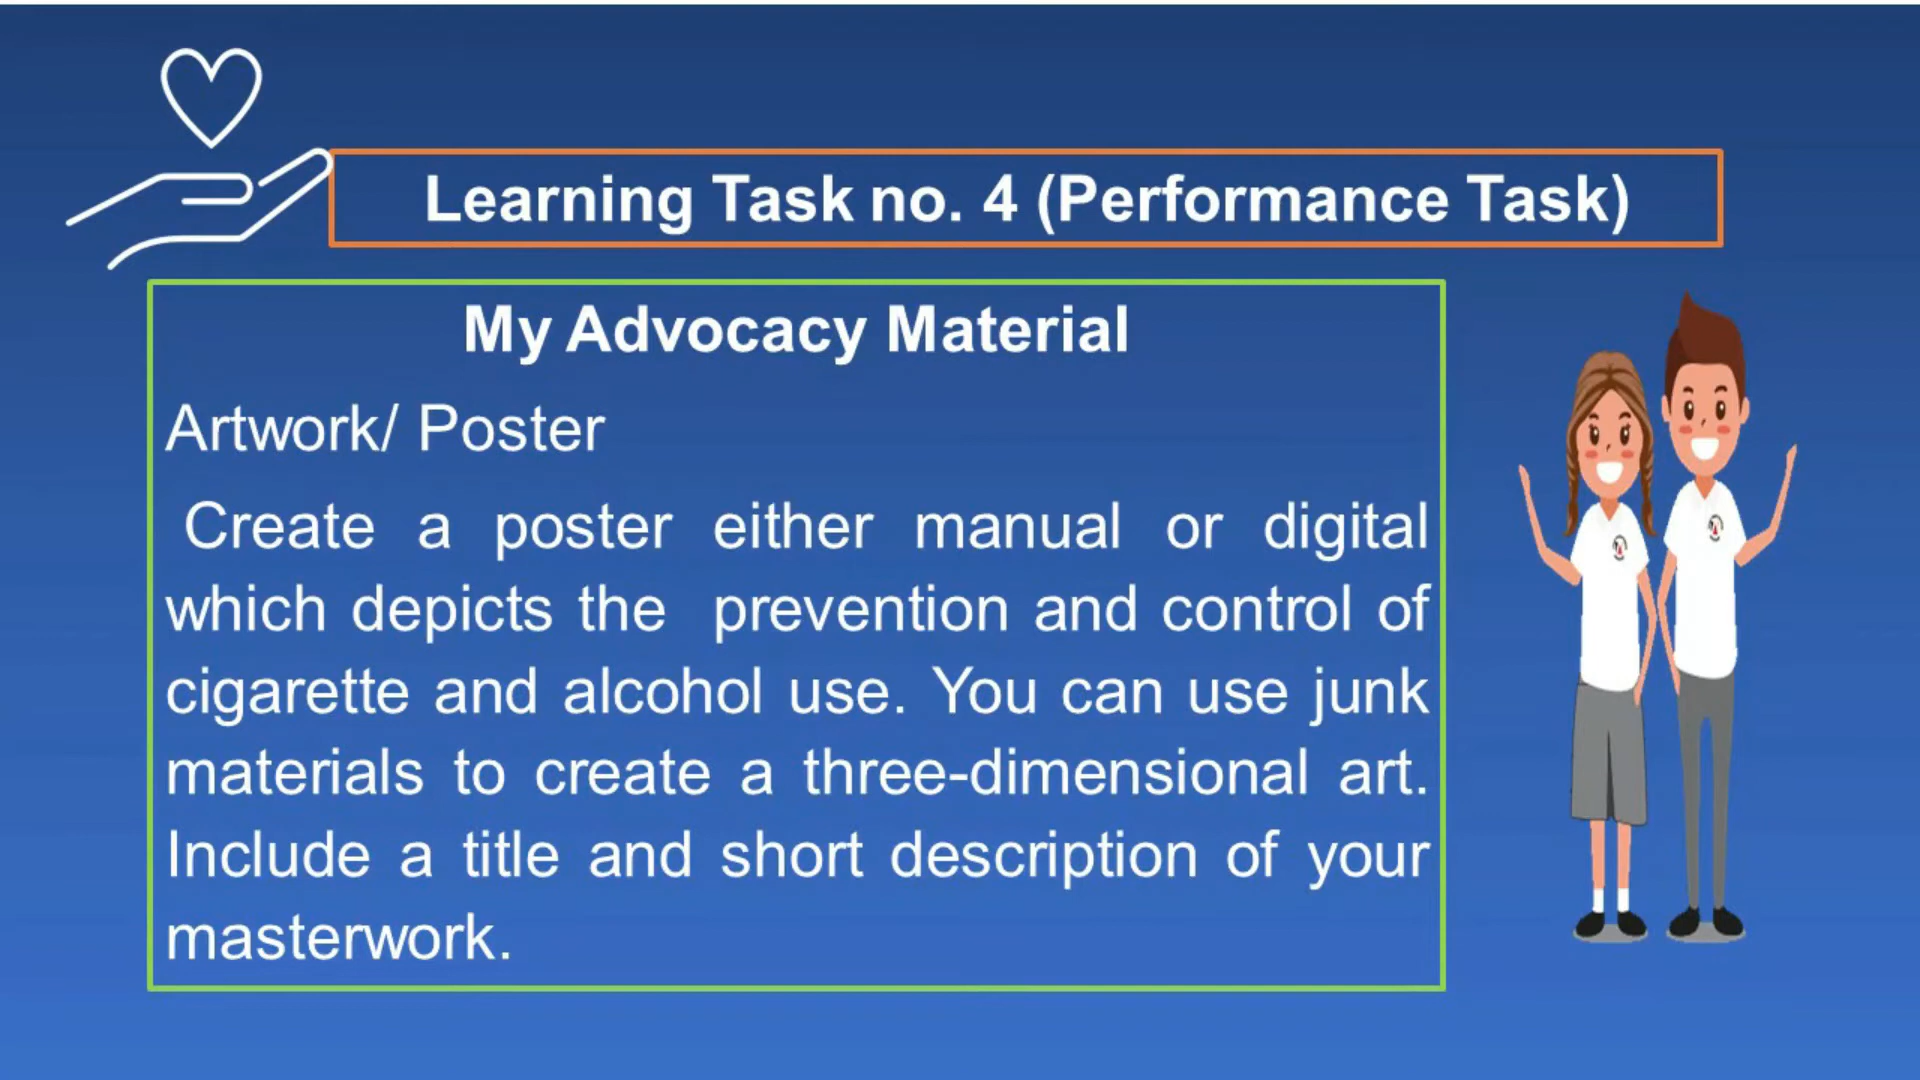 Learning Task no. 4 (Performance Task)
My Advocacy Material
Artwork/ Poster
Create a poster either manual or digital
which depicts the prevention and control of
cigarette and alcohol use. You can use junk
materials to create a three-dimensional art.
Include a title and short description of your
masterwork.